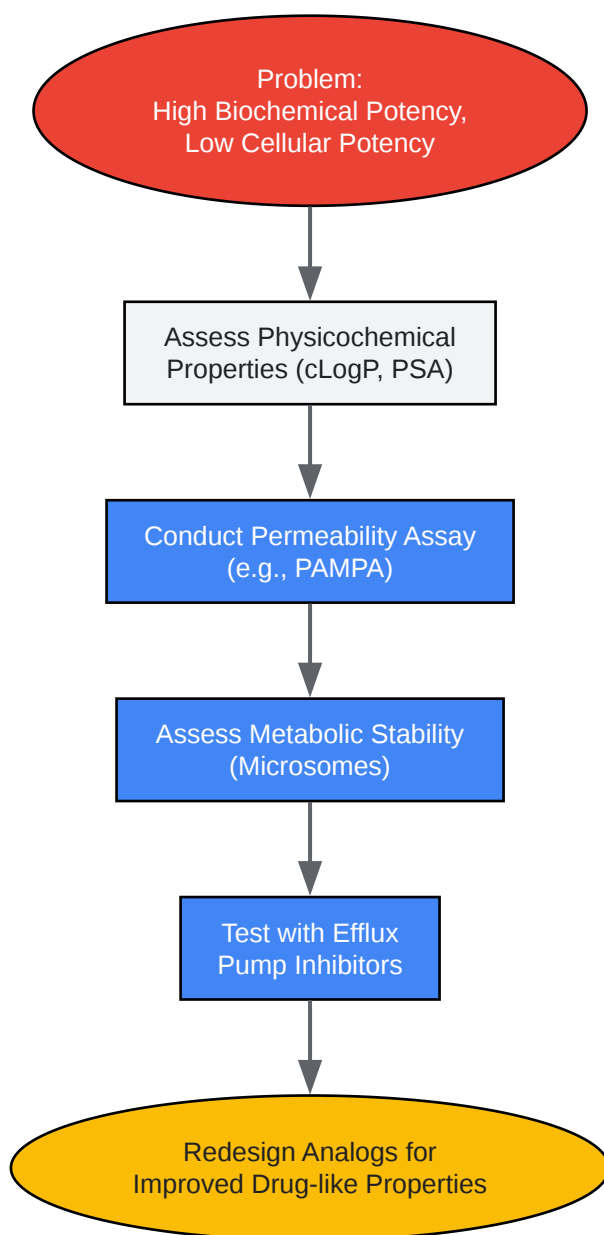 Problem:
High Biochemical Potency,
Low Cellular Potency
Assess Physicochemical
Properties (cLogP, PSA)
Conduct Permeability Assay
(e.g., PAMPA)
Assess Metabolic Stability
(Microsomes)
Test with Efflux
Pump Inhibitors
Redesign Analogs for
Improved Drug-like Properties